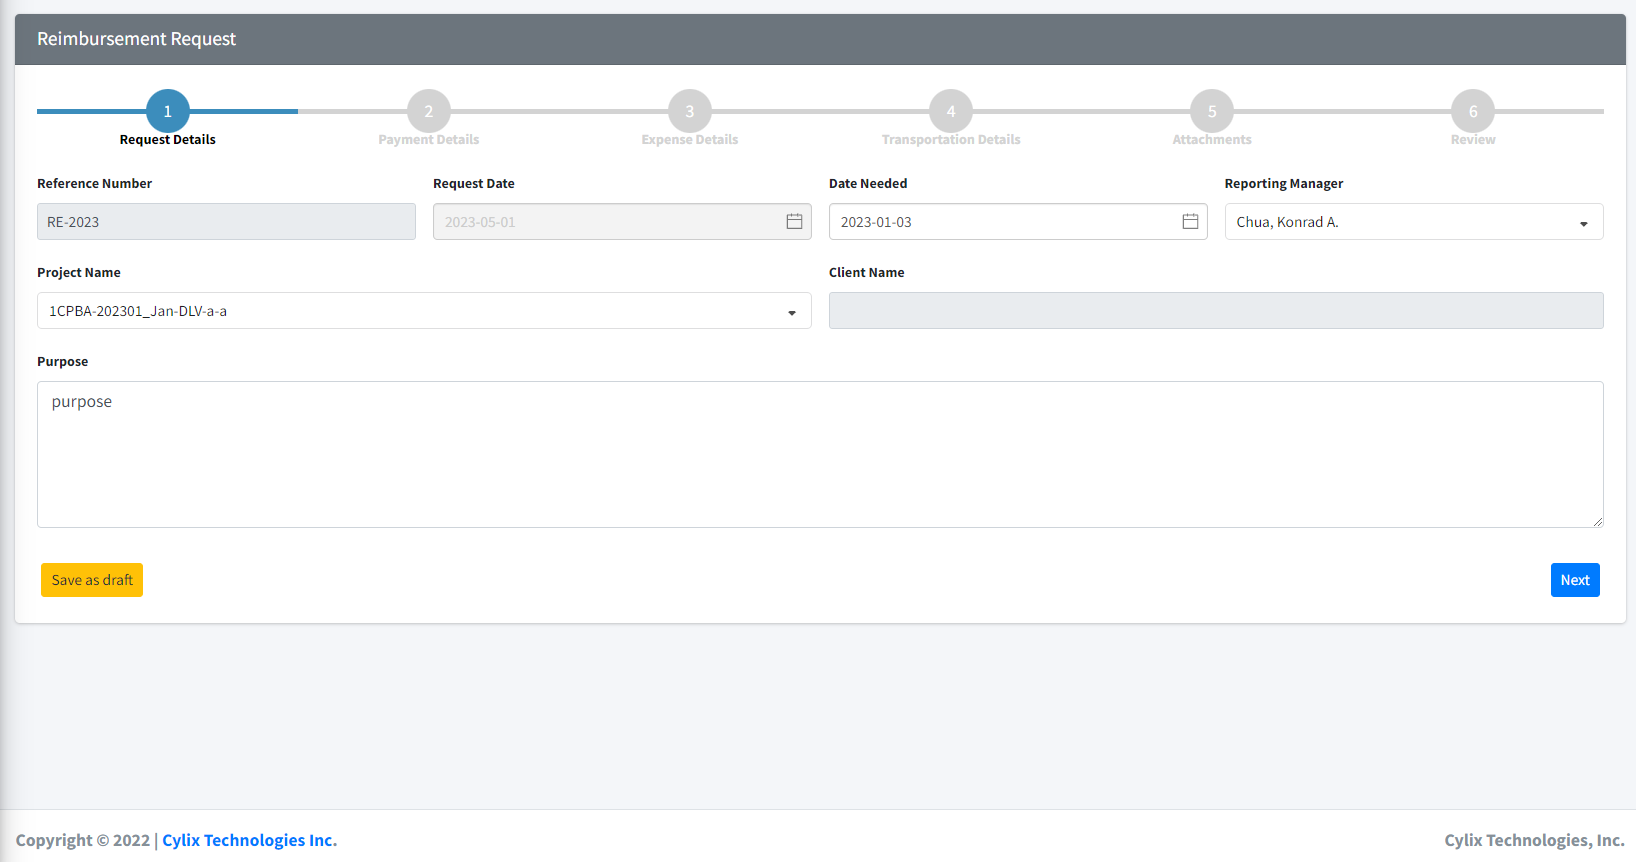 Reimbursement Request
1 2 3 4 5 6
Request Details Payment Details Expense Details Transportation Details Attachments Review
Reference Number Request Date Date Needed Reporting Manager
RE-2023 2023-05-01 2023-01-03 Chua, Konrad A.
Project Name Client Name
1CPBA-202301_Jan-DLV-a-a
Purpose
purpose
Save as draft Next
Copyright © 2022 | Cylix Technologies Inc. Cylix Technologies, Inc.